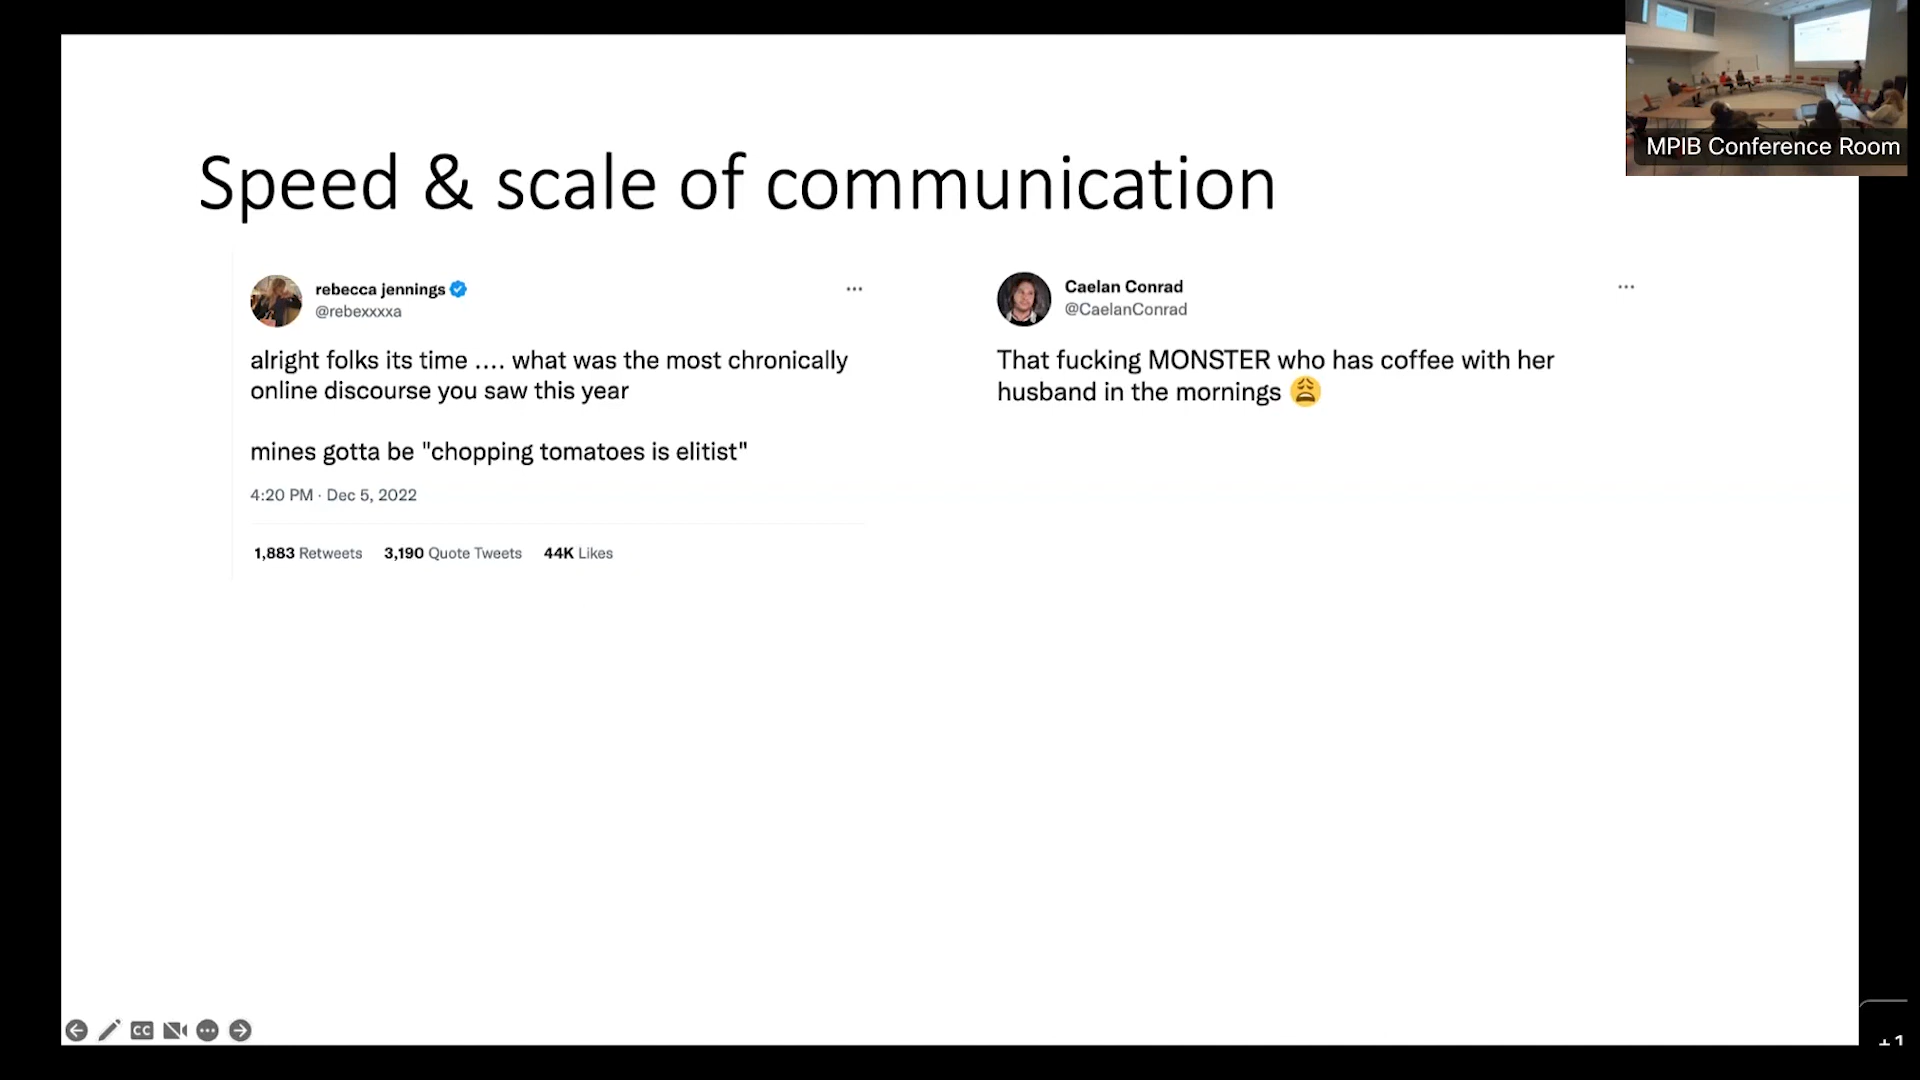 MPIB Conference Room
Speed & scale of communication
rebecca jennings
@rebexxxxa
alright folks its time .... what was the most chronically
online discourse you saw this year
mines gotta be "chopping tomatoes is elitist"
4:20 PM · Dec 5, 2022
1,883 Retweets 3,190 Quote Tweets 44K Likes
Caelan Conrad
@CaelanConrad
That fucking MONSTER who has coffee with her
husband in the mornings 😩
CC
+1